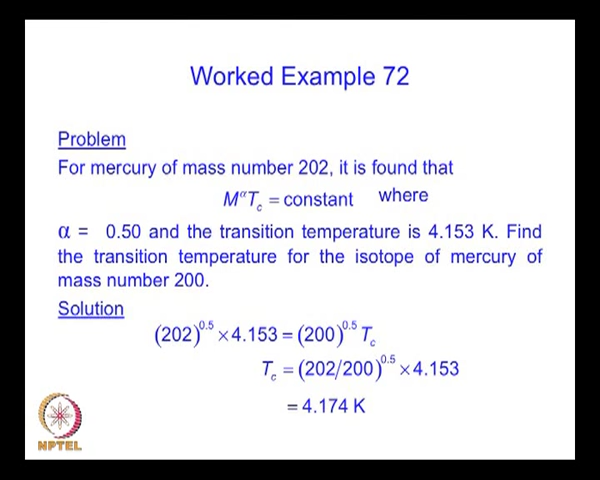 Worked Example 72
Problem
For mercury of mass number 202, it is found that
M^α T_c = constant where
α = 0.50 and the transition temperature is 4.153 K. Find
the transition temperature for the isotope of mercury of
mass number 200.
Solution
(202)^0.5 × 4.153 = (200)^0.5 T_c
T_c = (202/200)^0.5 × 4.153
= 4.174 K
NPTEL